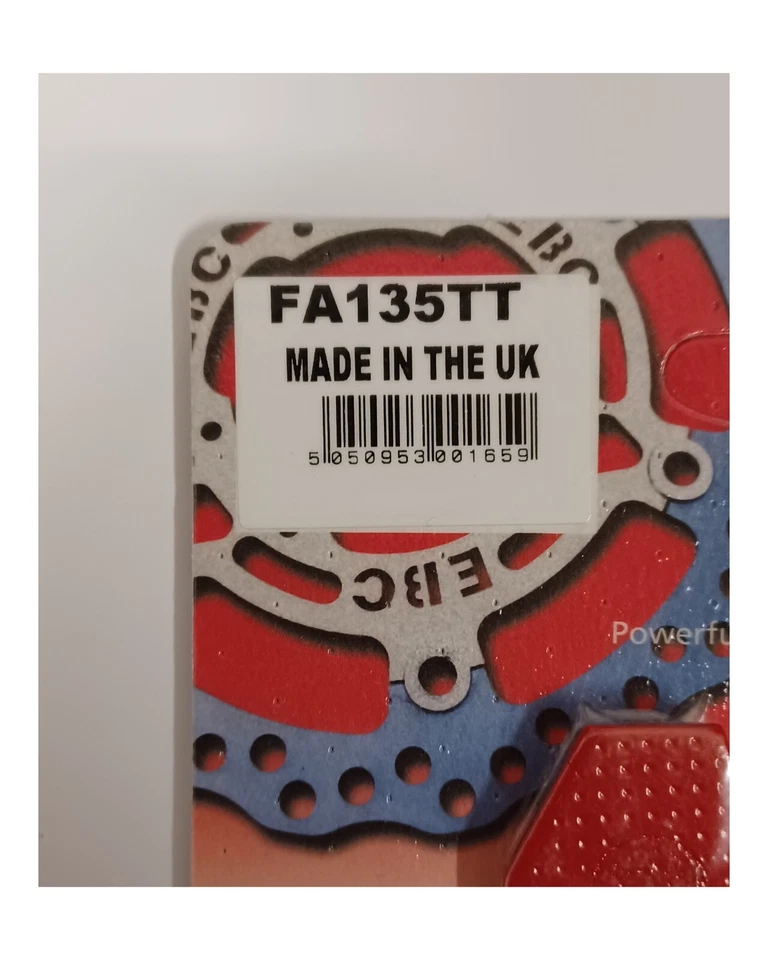 EBC
EBC
FA135TT
MADE IN THE UK
5 050953 001659
EBC
Powerfu